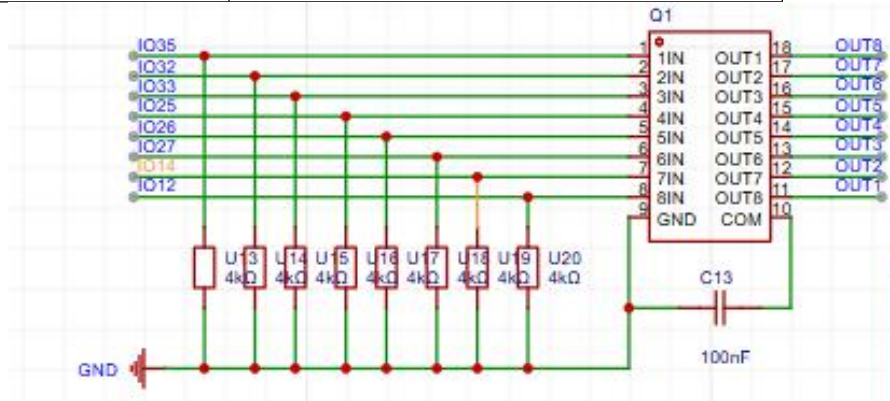 Q1
IO35 1 1IN OUT1 18 OUT8
IO32 2 2IN OUT2 17 OUT7
IO33 3 3IN OUT3 16 OUT6
IO25 4 4IN OUT4 15 OUT5
IO26 5 5IN OUT5 14 OUT4
IO27 6 6IN OUT6 13 OUT3
IO14 7 7IN OUT7 12 OUT2
IO12 8 8IN OUT8 11 OUT1
9 GND COM 10
U13 U14 U15 U16 U17 U18 U19 U20
4kΩ 4kΩ 4kΩ 4kΩ 4kΩ 4kΩ 4kΩ 4kΩ
C13
100nF
GND